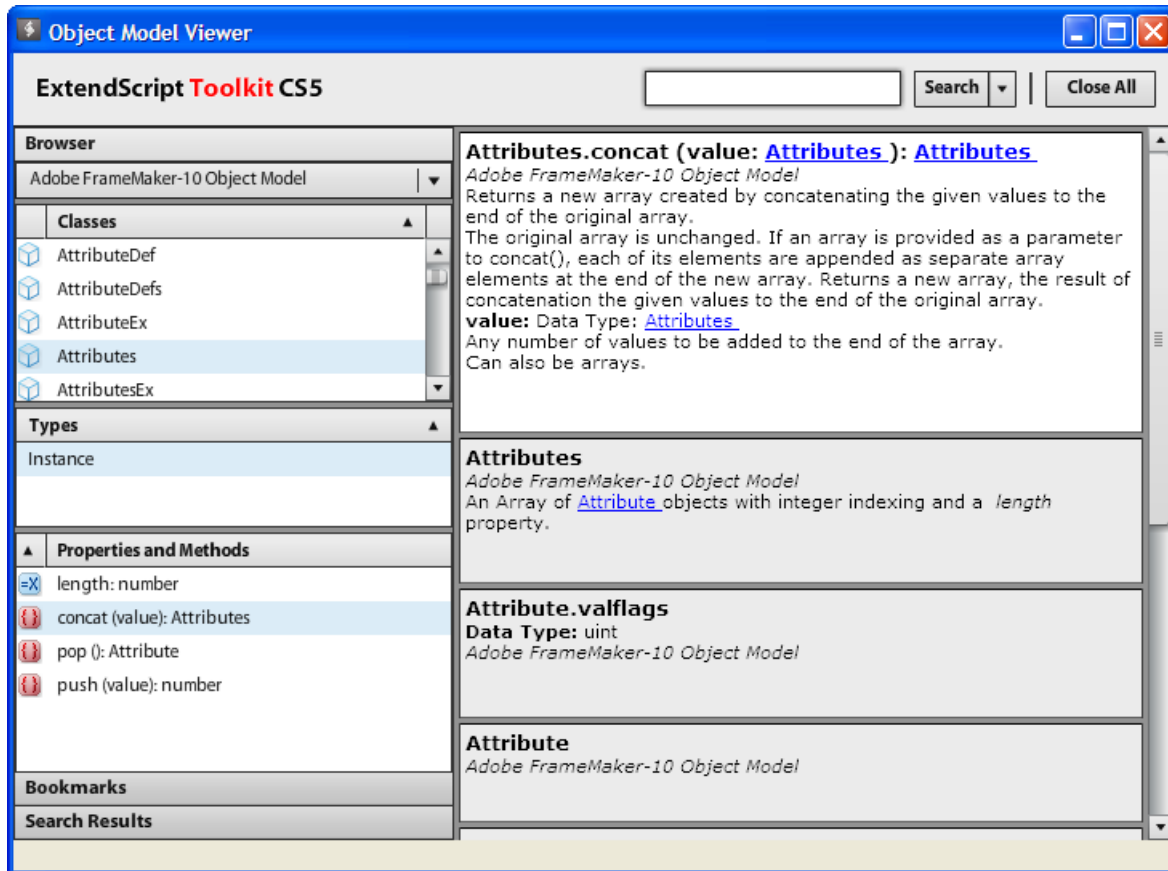 Object Model Viewer
ExtendScript Toolkit CS5
Search
Close All
Browser
Adobe FrameMaker-10 Object Model
Classes
AttributeDef
AttributeDefs
AttributeEx
Attributes
AttributesEx
Types
Instance
Properties and Methods
length: number
concat (value): Attributes
pop (): Attribute
push (value): number
Bookmarks
Search Results
Attributes.concat (value: Attributes ): Attributes
Adobe FrameMaker-10 Object Model
Returns a new array created by concatenating the given values to the
end of the original array.
The original array is unchanged. If an array is provided as a parameter
to concat(), each of its elements are appended as separate array
elements at the end of the new array. Returns a new array, the result of
concatenation the given values to the end of the original array.
value: Data Type: Attributes
Any number of values to be added to the end of the array.
Can also be arrays.
Attributes
Adobe FrameMaker-10 Object Model
An Array of Attribute objects with integer indexing and a length
property.
Attribute.valflags
Data Type: uint
Adobe FrameMaker-10 Object Model
Attribute
Adobe FrameMaker-10 Object Model